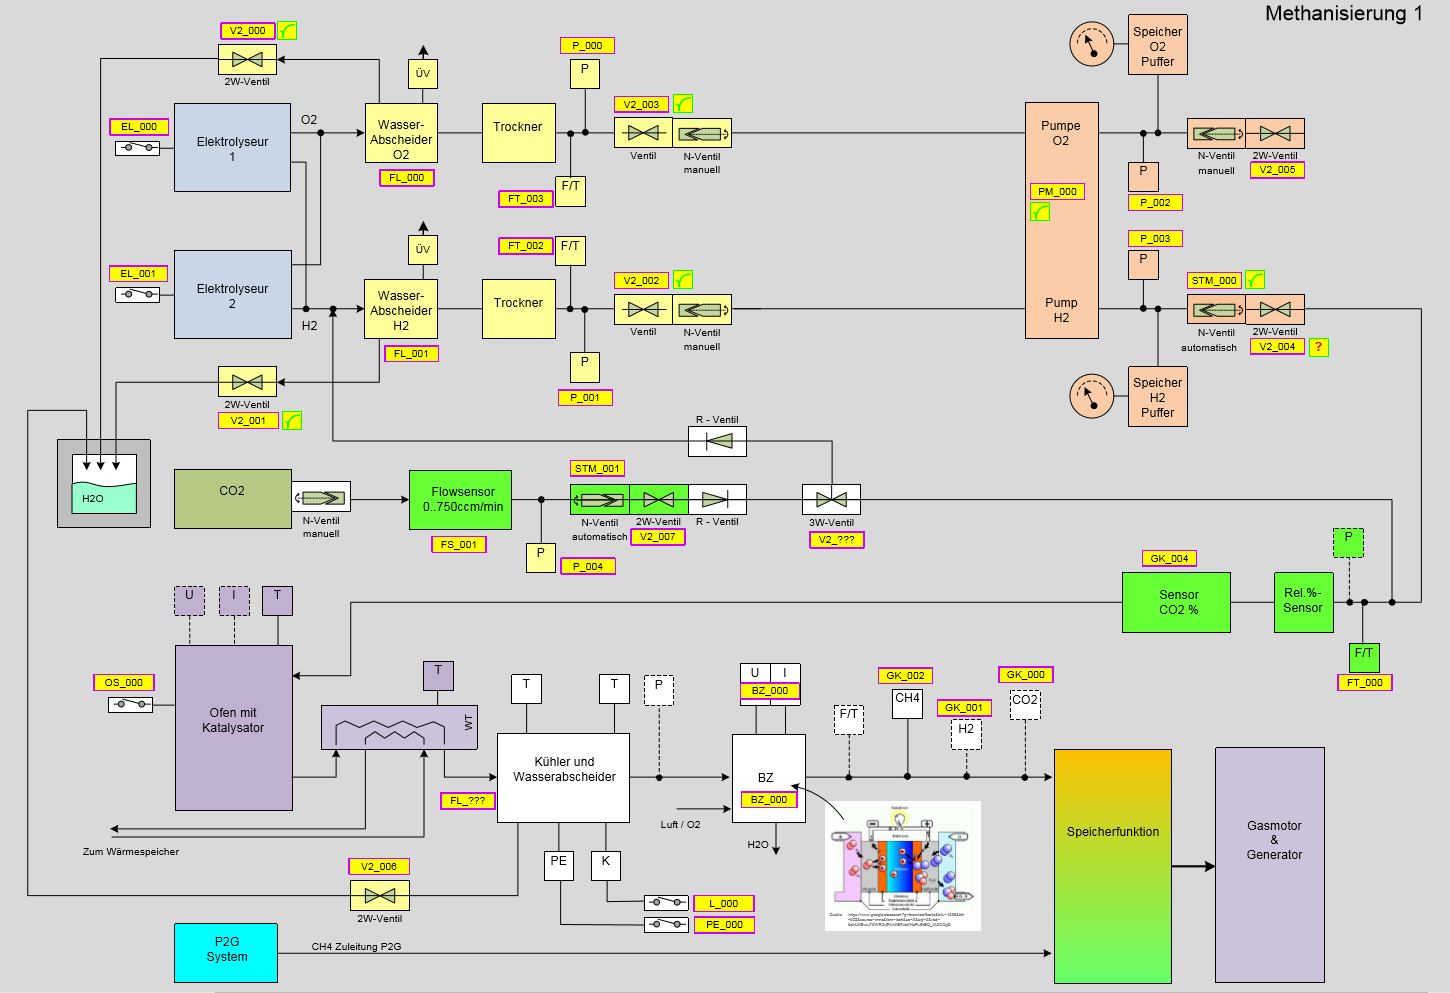 Methanisierung 1
V2_000
2W-Ventil
ÜV
P_000
P
Speicher
O2
Puffer
EL_000
Elektrolyseur
1
O2
Wasser-
Abscheider
O2
FL_000
Trockner
V2_003
Ventil
N-Ventil
manuell
FT_003
F/T
Pumpe
O2
PM_000
Pump
H2
P
P_002
N-Ventil
manuell
2W-Ventil
V2_005
EL_001
Elektrolyseur
2
H2
ÜV
Wasser-
Abscheider
H2
FL_001
Trockner
FT_002
F/T
V2_002
Ventil
N-Ventil
manuell
P
P_001
P_003
P
STM_000
N-Ventil
automatisch
2W-Ventil
V2_004
?
Speicher
H2
Puffer
2W-Ventil
V2_001
R - Ventil
H2O
CO2
N-Ventil
manuell
Flowsensor
0..750ccm/min
FS_001
P
P_004
STM_001
N-Ventil
automatisch
2W-Ventil
V2_007
R - Ventil
3W-Ventil
V2_???
GK_004
Sensor
CO2 %
Rel.%-
Sensor
P
F/T
FT_000
U
I
T
OS_000
Ofen mit
Katalysator
T
WT
Zum Wärmespeicher
T
T
P
Kühler und
Wasserabscheider
FL_???
PE
K
L_000
PE_000
V2_006
2W-Ventil
U
I
BZ_000
BZ
BZ_000
Luft / O2
H2O
F/T
GK_002
CH4
GK_001
H2
GK_000
CO2
Speicherfunktion
Gasmotor
&
Generator
P2G
System
CH4 Zuleitung P2G